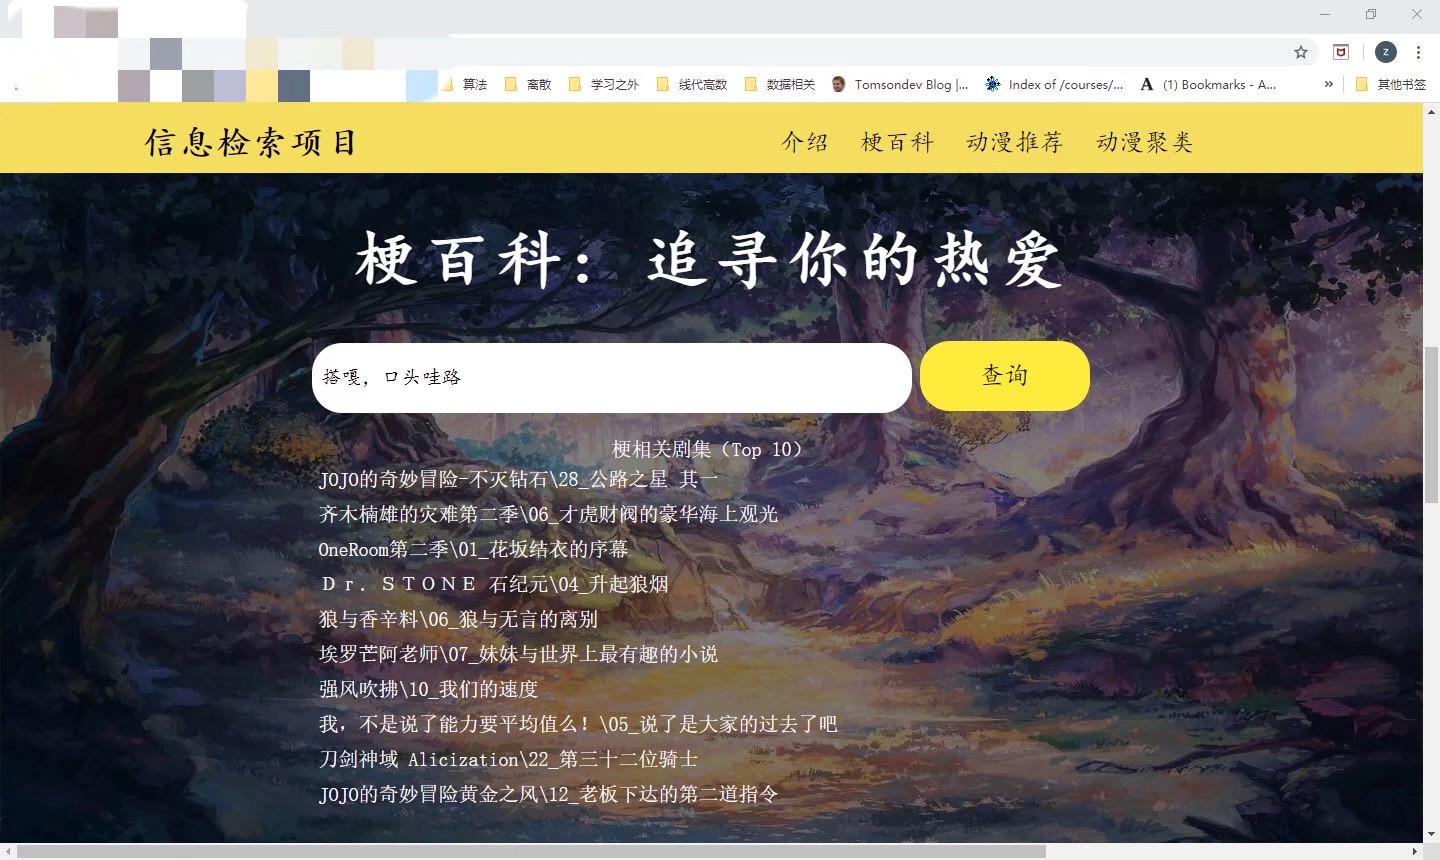 z
算法 离散 学习之外 线代高数 数据相关 Tomsondev Blog |... Index of /courses/... (1) Bookmarks - A... » 其他书签
信息检索项目 介绍 梗百科 动漫推荐 动漫聚类
梗百科：追寻你的热爱
搭嘎，口头哇路 查询
梗相关剧集（Top 10）
JOJO的奇妙冒险-不灭钻石\28_公路之星 其一
齐木楠雄的灾难第二季\06_才虎财阀的豪华海上观光
OneRoom第二季\01_花坂结衣的序幕
Ｄｒ．ＳＴＯＮＥ 石纪元\04_升起狼烟
狼与香辛料\06_狼与无言的离别
埃罗芒阿老师\07_妹妹与世界上最有趣的小说
强风吹拂\10_我们的速度
我，不是说了能力要平均值么！\05_说了是大家的过去了吧
刀剑神域 Alicization\22_第三十二位骑士
JOJO的奇妙冒险黄金之风\12_老板下达的第二道指令